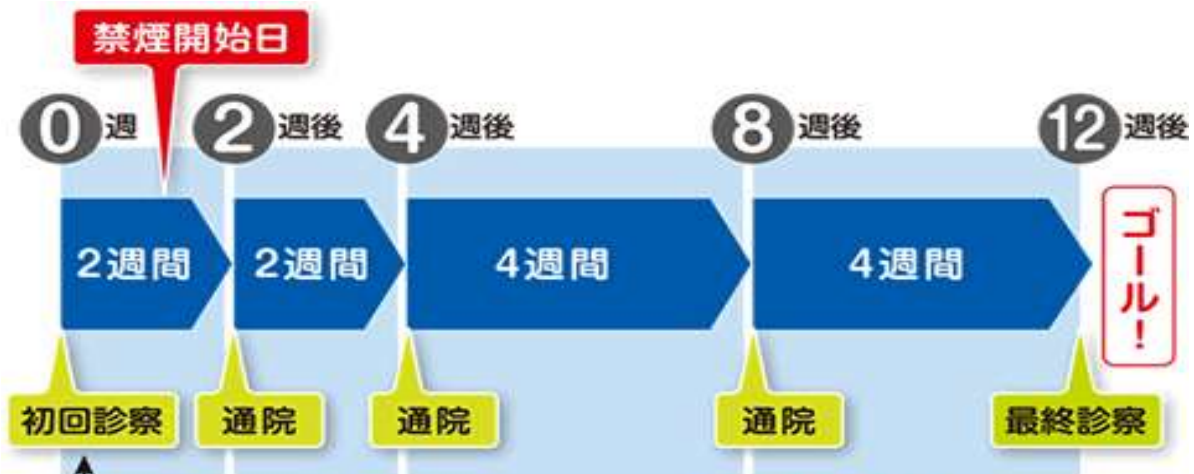 禁煙開始日
0週 2週後 4週後 8週後 12週後
2週間 2週間 4週間 4週間
ゴール!
初回診察 通院 通院 通院 最終診察